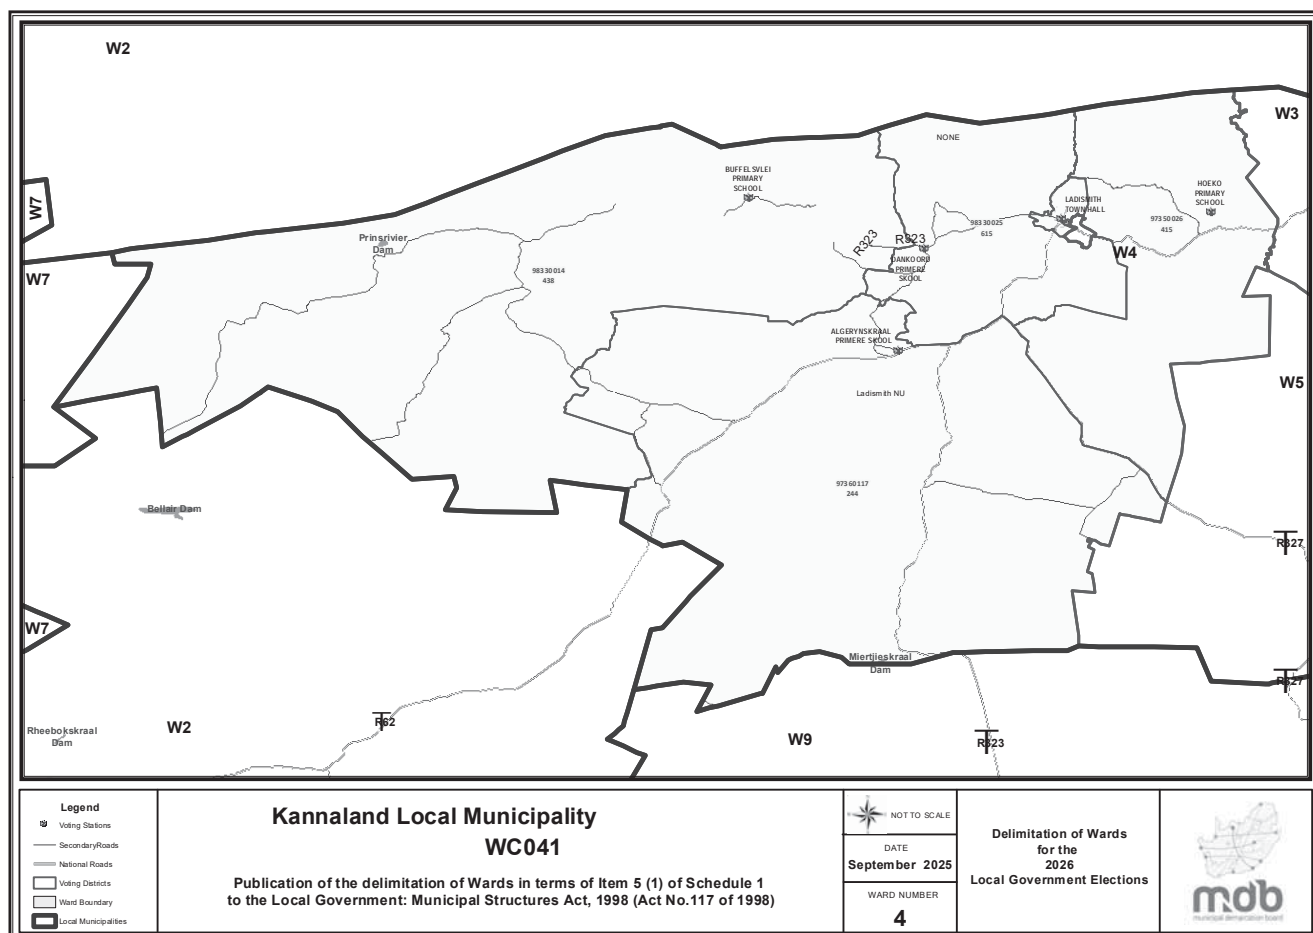 W2
W3
NONE
BUFFELSVLEI
PRIMARY
SCHOOL
HOEKO
PRIMARY
SCHOOL
LADISMITH
TOWN HALL
W7
98330025
615
97350026
415
Prinsrivier
Dam
R323
R323
W4
DANKOORD
PRIMERE
SKOOL
W7
98330014
438
ALGERYNSKRAAL
PRIMERE SKOOL
W5
Ladismith NU
97360117
244
Bellair Dam
R327
W7
Miertjieskraal
Dam
R327
Rheebokskraal
Dam
W2
R62
W9
R323
Legend
Voting Stations
SecondaryRoads
National Roads
Voting Districts
Ward Boundary
Local Municipalities
Kannaland Local Municipality
WC041
Publication of the delimitation of Wards in terms of Item 5 (1) of Schedule 1
to the Local Government: Municipal Structures Act, 1998 (Act No.117 of 1998)
NOT TO SCALE
DATE
September 2025
WARD NUMBER
4
Delimitation of Wards
for the
2026
Local Government Elections
mdb
municipal demarcation board